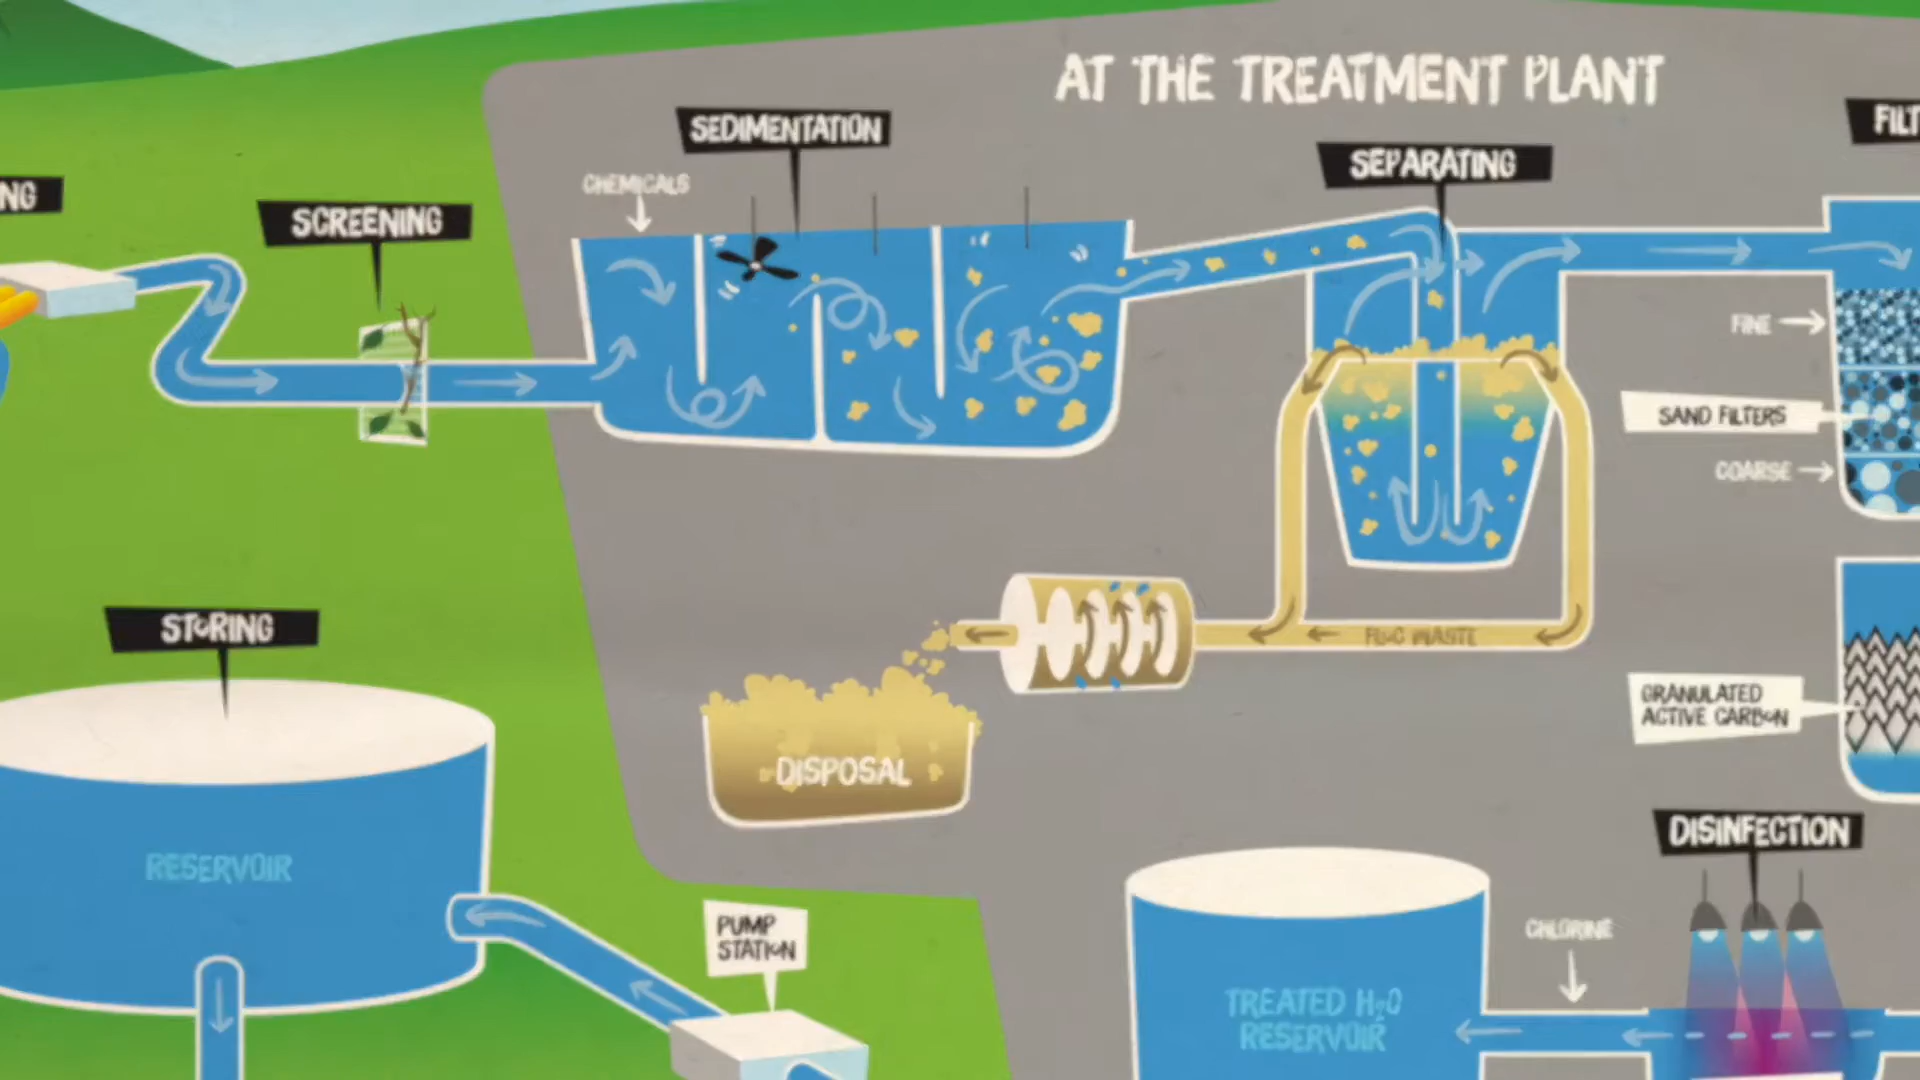 AT THE TREATMENT PLANT
SEDIMENTATION
CHEMICALS
SEPARATING
FILT
NG
SCREENING
FINE
SAND FILTERS
COARSE
STORING
FLOC WASTE
GRANULATED
ACTIVE CARBON
DISPOSAL
DISINFECTION
RESERVOIR
PUMP
STATION
CHLORINE
TREATED H2O
RESERVOIR